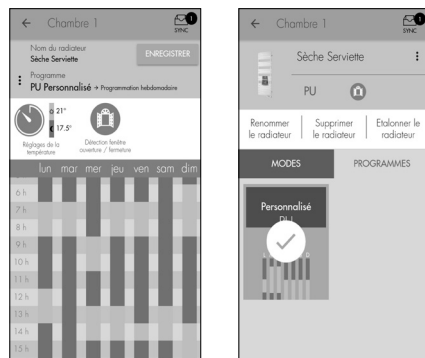 Chambre 1
1
SYNC
Nom du radiateur
Sèche Serviette
ENREGISTRER
Programme
PU Personnalisé → Programmation hebdomadaire
21°
17.5°
Réglages de la
température
Détection fenêtre
ouverture / fermeture
lun mar mer jeu ven sam dim
6 h
7 h
8 h
9 h
10 h
11 h
12 h
13 h
14 h
15 h
Chambre 1
1
SYNC
Sèche Serviette
PU
Renommer
le radiateur
Supprimer
le radiateur
Etalonner le
radiateur
MODES
PROGRAMMES
Personnalisé